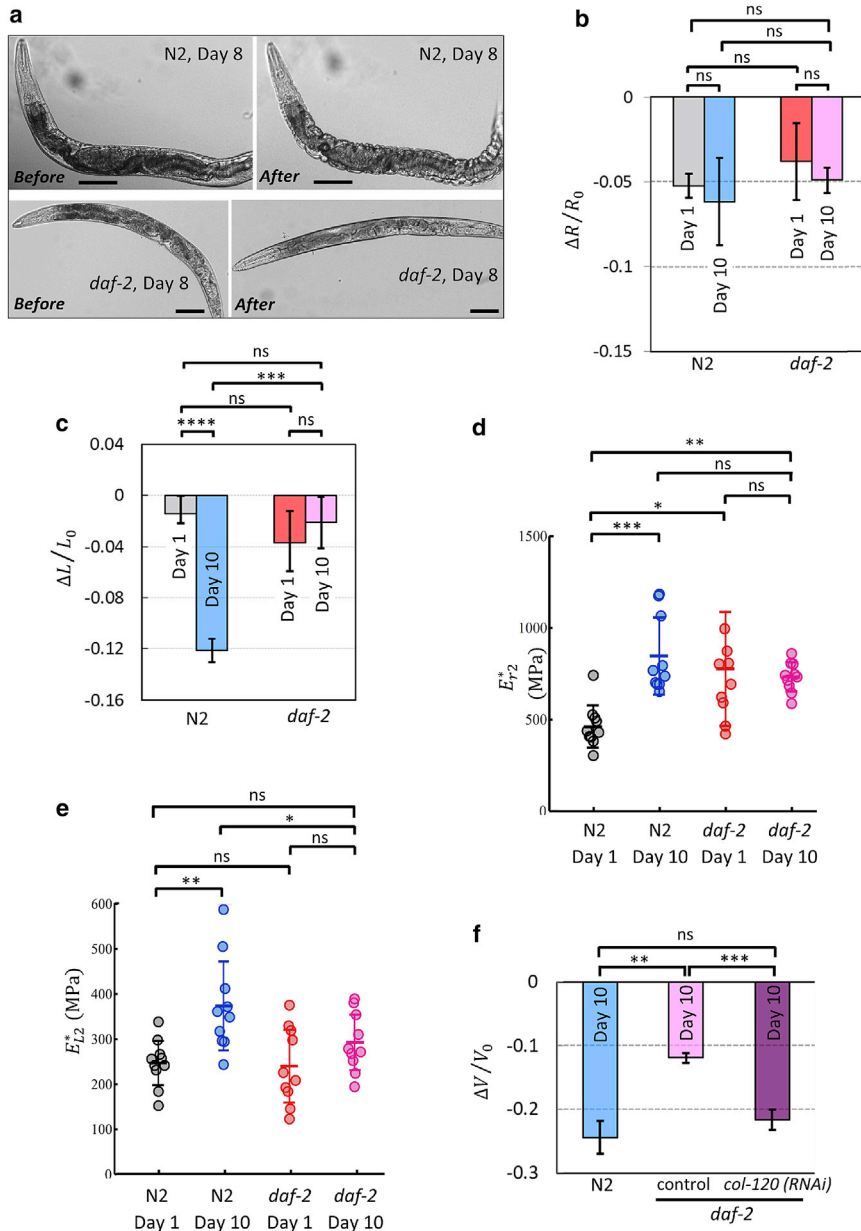 a
N2, Day 8
Before
N2, Day 8
After
daf-2, Day 8
Before
daf-2, Day 8
After
b
ns
ns
ns
ns
ns
0
-0.05
-0.1
-0.15
ΔR/R₀
Day 1
Day 10
Day 1
Day 10
N2
daf-2
c
ns
***
ns
****
ns
0.04
0
-0.04
-0.08
-0.12
-0.16
ΔL/L₀
Day 1
Day 10
Day 1
Day 10
N2
daf-2
d
**
ns
ns
*
***
1500
1000
500
0
E*r2
(MPa)
N2 N2 daf-2 daf-2
Day 1 Day 10 Day 1 Day 10
e
ns
*
ns
ns
**
600
500
400
300
200
100
0
E*L2 (MPa)
N2 N2 daf-2 daf-2
Day 1 Day 10 Day 1 Day 10
f
ns
** ***
0
-0.1
-0.2
-0.3
ΔV/V₀
Day 10
Day 10
Day 10
N2 control col-120 (RNAi)
daf-2